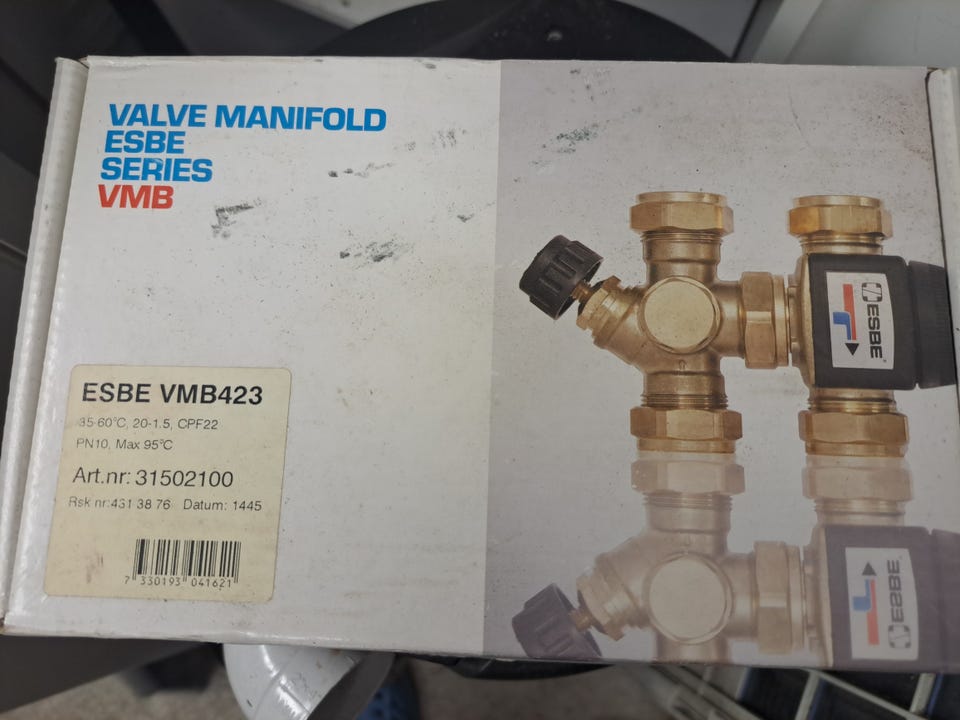 VALVE MANIFOLD
ESBE
SERIES
VMB
ESBE
ESBE VMB423
35-60°C, 20-1.5, CPF22
PN10, Max 95°C
Art.nr: 31502100
Rsk nr:431 38 76 Datum: 1445
7 330193 041621
ESBE